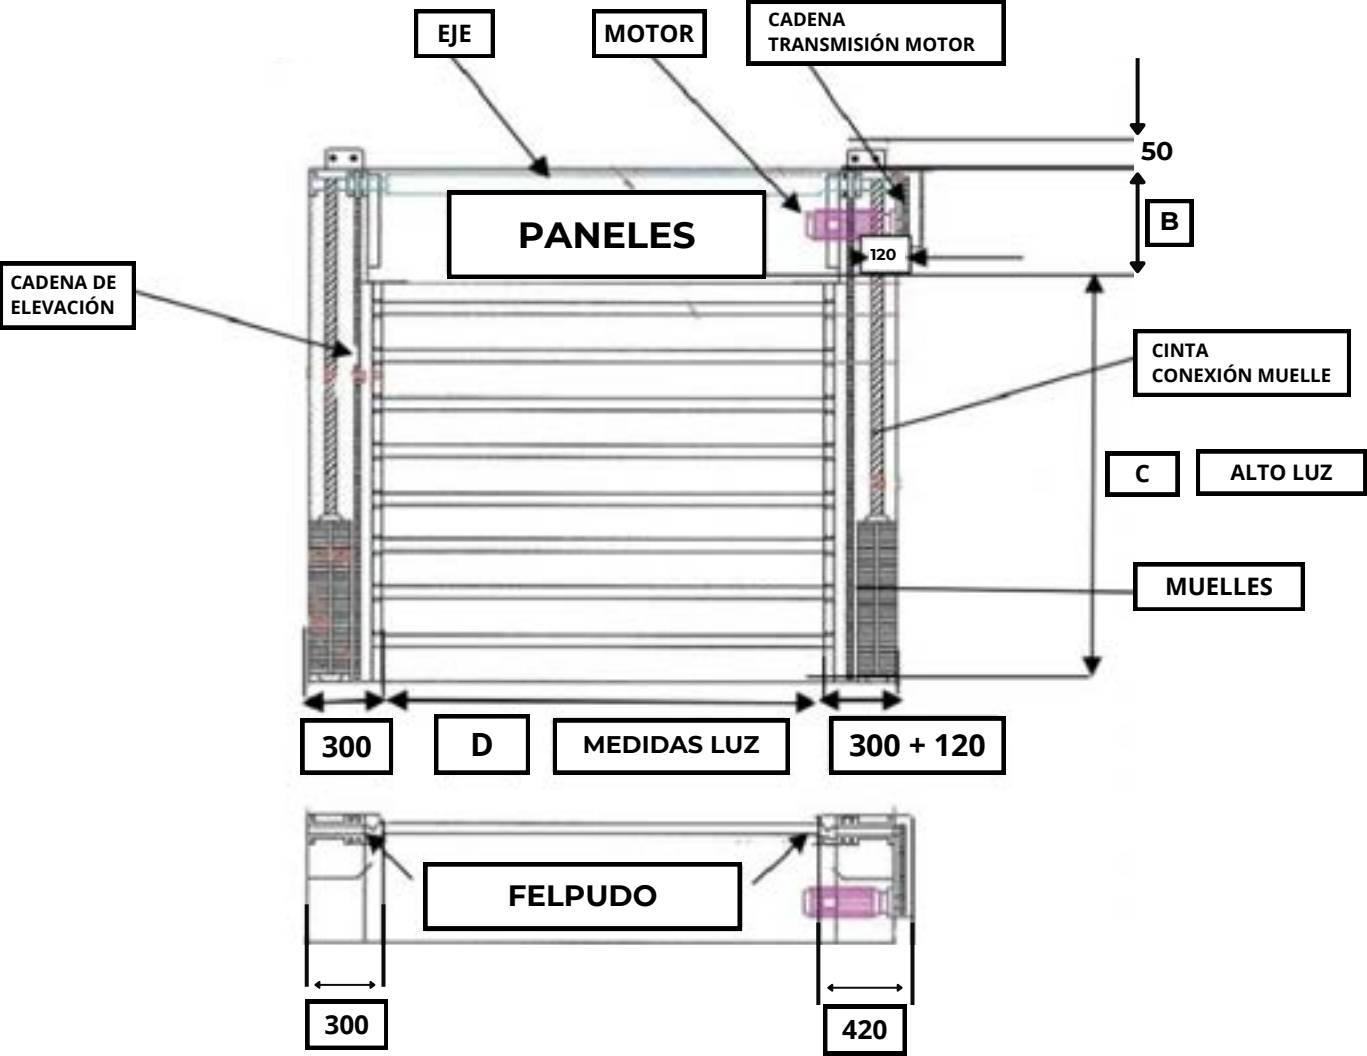 EJE
MOTOR
CADENA
TRANSMISIÓN MOTOR
50
B
PANELES
120
CADENA DE
ELEVACIÓN
CINTA
CONEXIÓN MUELLE
C
ALTO LUZ
MUELLES
300
D
MEDIDAS LUZ
300 + 120
FELPUDO
300
420